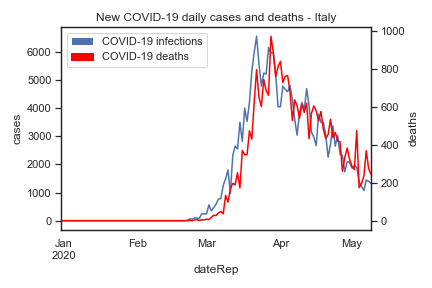 New COVID-19 daily cases and deaths - Italy
COVID-19 infections
COVID-19 deaths
cases
6000
5000
4000
3000
2000
1000
0
1000
800
600
400
200
0
deaths
Jan Feb Mar Apr May
2020
dateRep